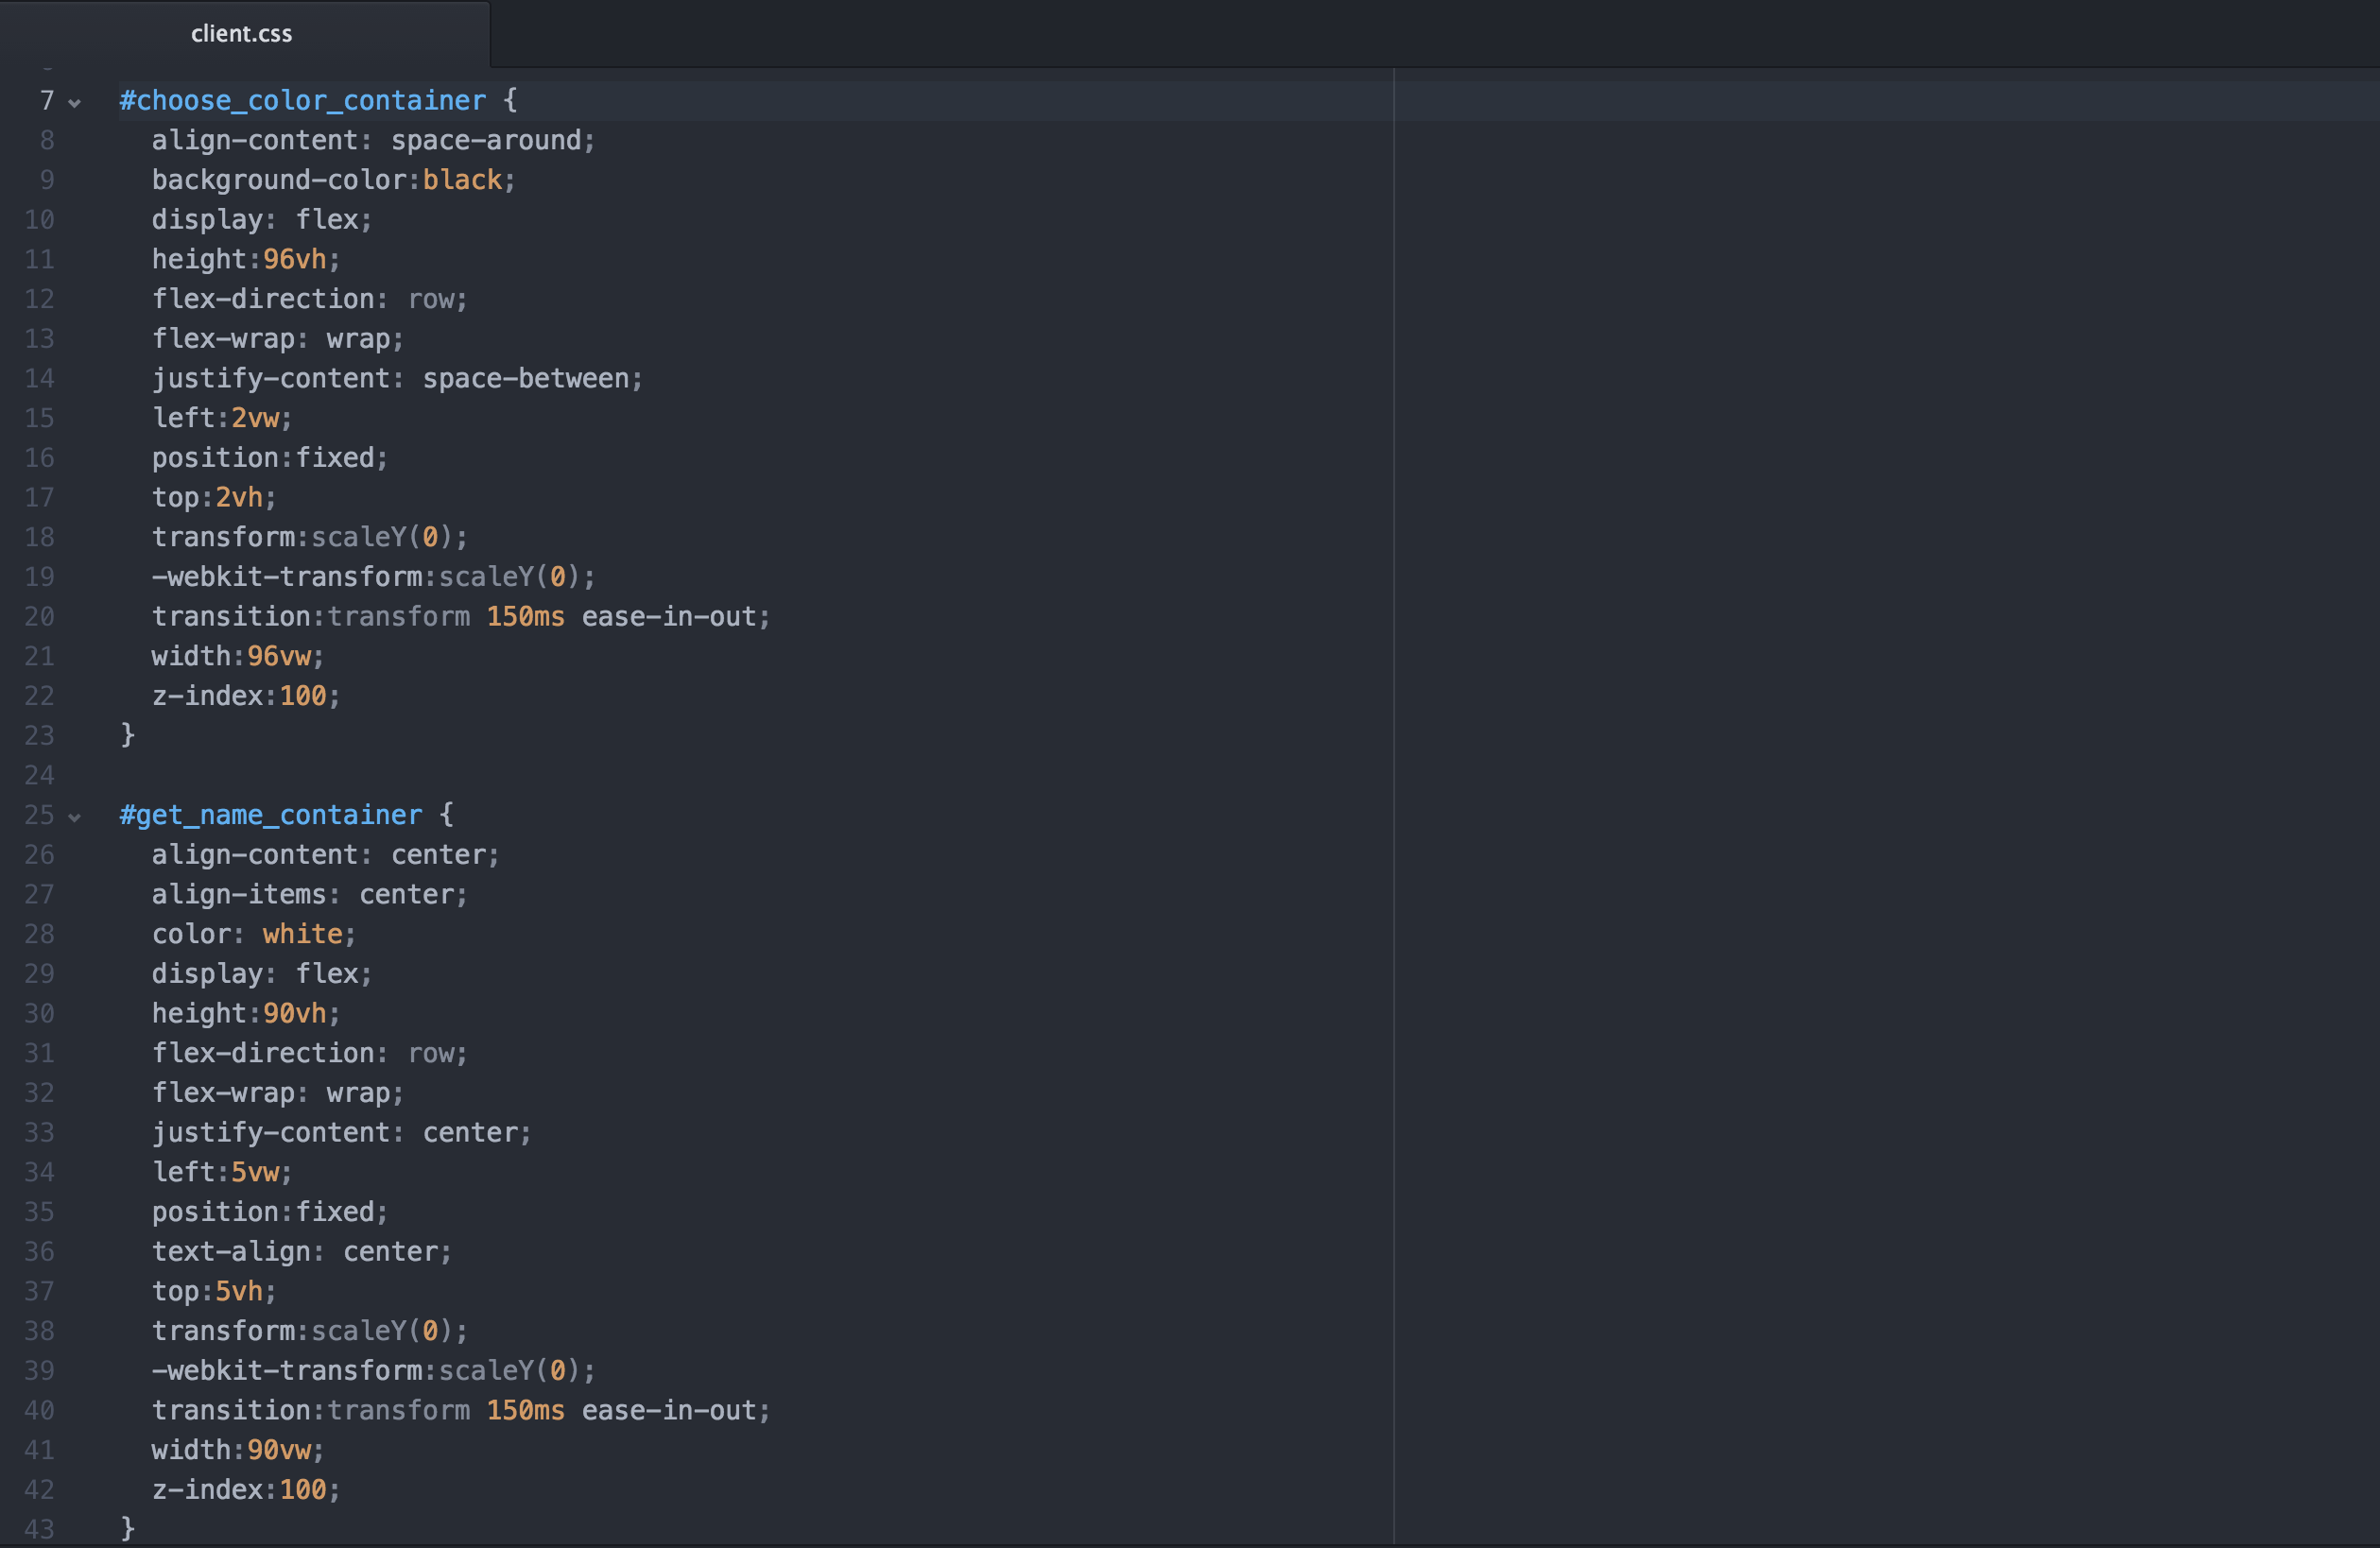 client.css
7 #choose_color_container {
8 align-content: space-around;
9 background-color:black;
10 display: flex;
11 height:96vh;
12 flex-direction: row;
13 flex-wrap: wrap;
14 justify-content: space-between;
15 left:2vw;
16 position:fixed;
17 top:2vh;
18 transform:scaleY(0);
19 -webkit-transform:scaleY(0);
20 transition:transform 150ms ease-in-out;
21 width:96vw;
22 z-index:100;
23 }
24
25 #get_name_container {
26 align-content: center;
27 align-items: center;
28 color: white;
29 display: flex;
30 height:90vh;
31 flex-direction: row;
32 flex-wrap: wrap;
33 justify-content: center;
34 left:5vw;
35 position:fixed;
36 text-align: center;
37 top:5vh;
38 transform:scaleY(0);
39 -webkit-transform:scaleY(0);
40 transition:transform 150ms ease-in-out;
41 width:90vw;
42 z-index:100;
43 }